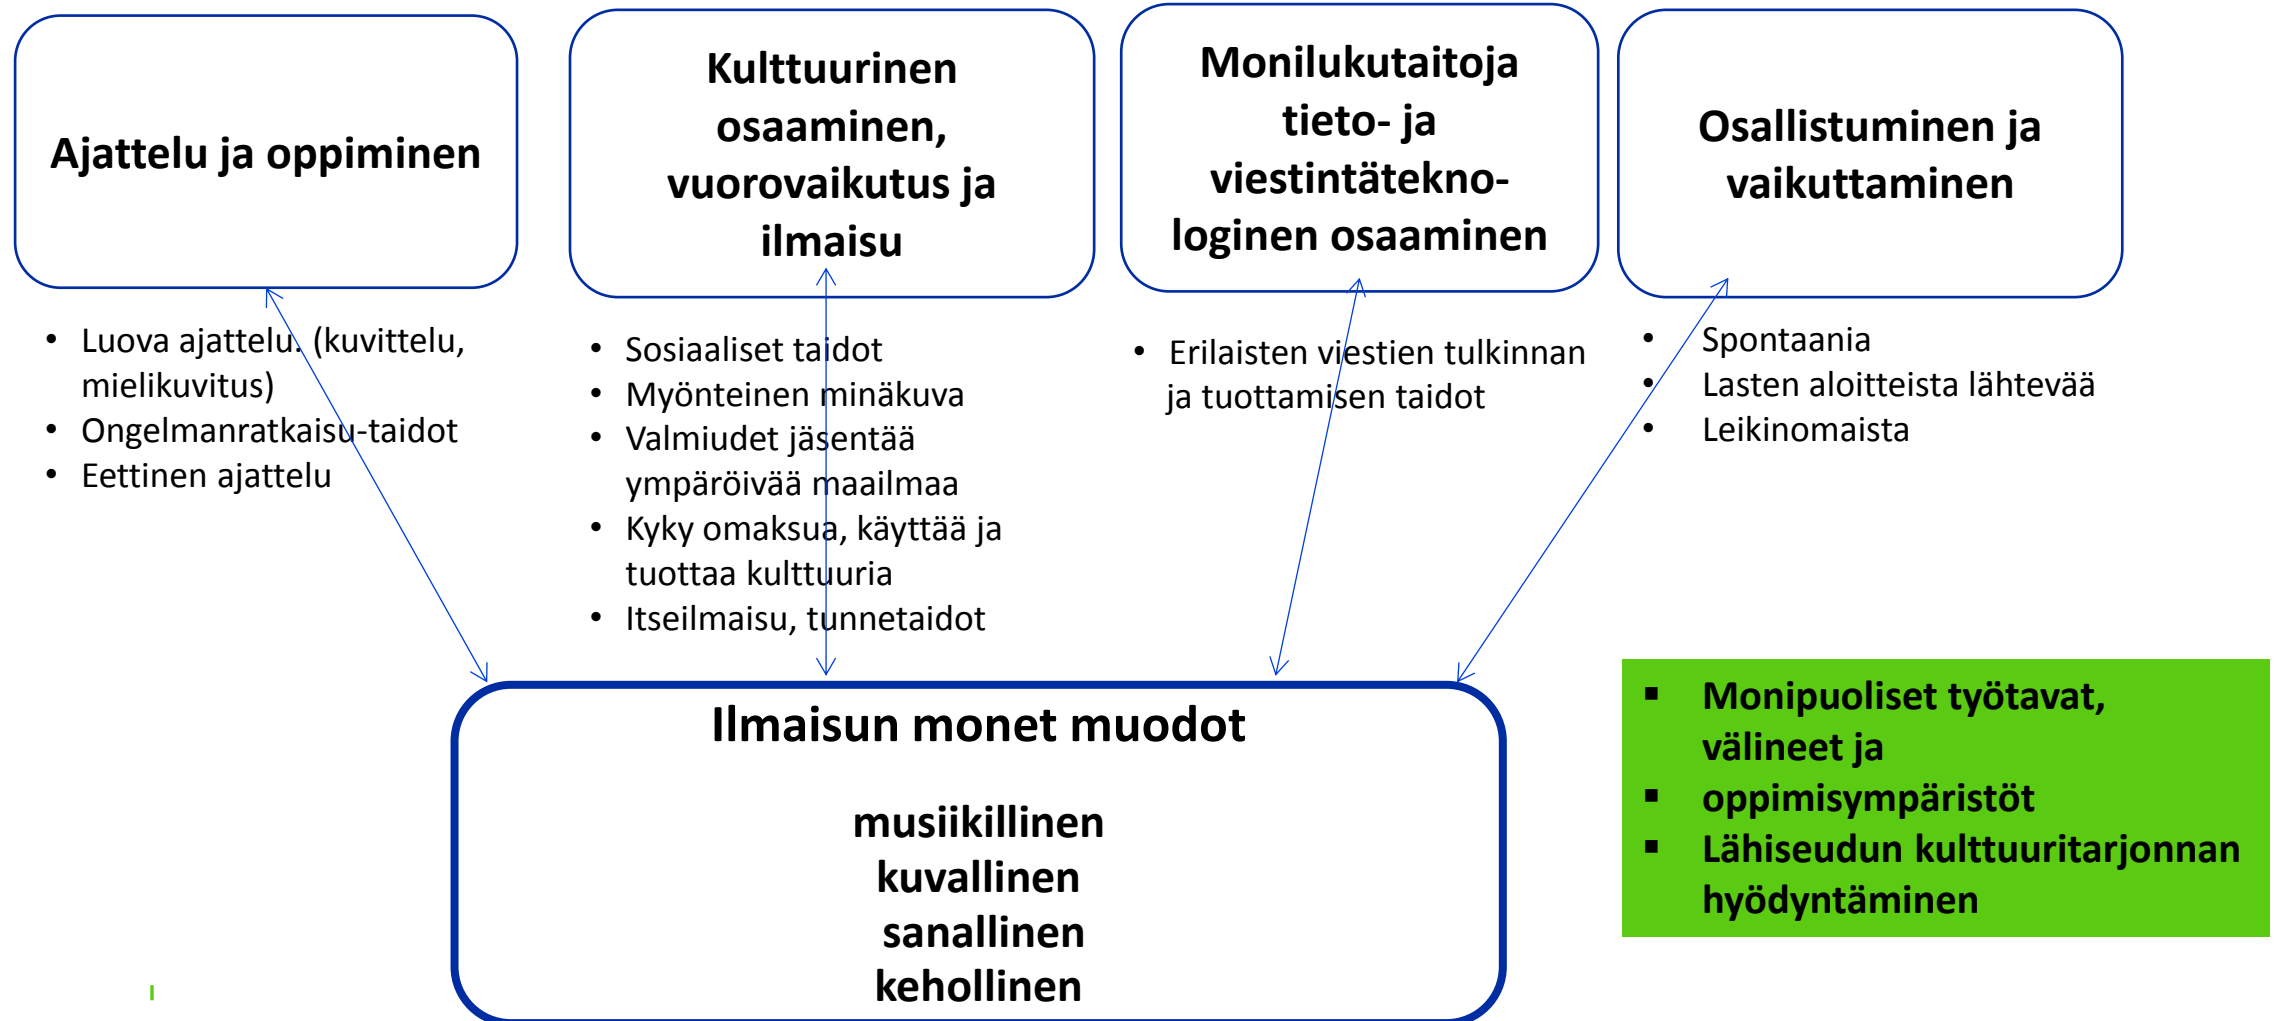 Ajattelu ja oppiminen
Kulttuurinen
osaaminen,
vuorovaikutus ja
ilmaisu
Monilukutaitoja
tieto- ja
viestintätekno-
loginen osaaminen
Osallistuminen ja
vaikuttaminen
• Luova ajattelu. (kuvittelu,
mielikuvitus)
• Ongelmanratkaisu-taidot
• Eettinen ajattelu
• Sosiaaliset taidot
• Myönteinen minäkuva
• Valmiudet jäsentää
ympäröivää maailmaa
• Kyky omaksua, käyttää ja
tuottaa kulttuuria
• Itseilmaisu, tunnetaidot
• Erilaisten viestien tulkinnan
ja tuottamisen taidot
• Spontaania
• Lasten aloitteista lähtevää
• Leikinomaista
Ilmaisun monet muodot
musiikillinen
kuvallinen
sanallinen
kehollinen
▪ Monipuoliset työtavat,
välineet ja
▪ oppimisympäristöt
▪ Lähiseudun kulttuuritarjonnan
hyödyntäminen